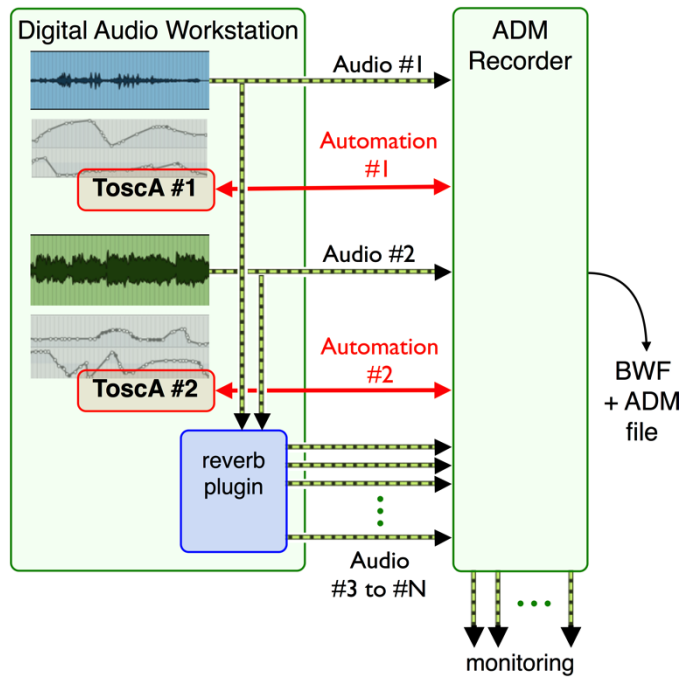 Digital Audio Workstation
ADM
Recorder
Audio #1
Automation
#1
ToscA #1
Audio #2
Automation
#2
ToscA #2
BWF
+ ADM
file
reverb
plugin
Audio
#3 to #N
monitoring